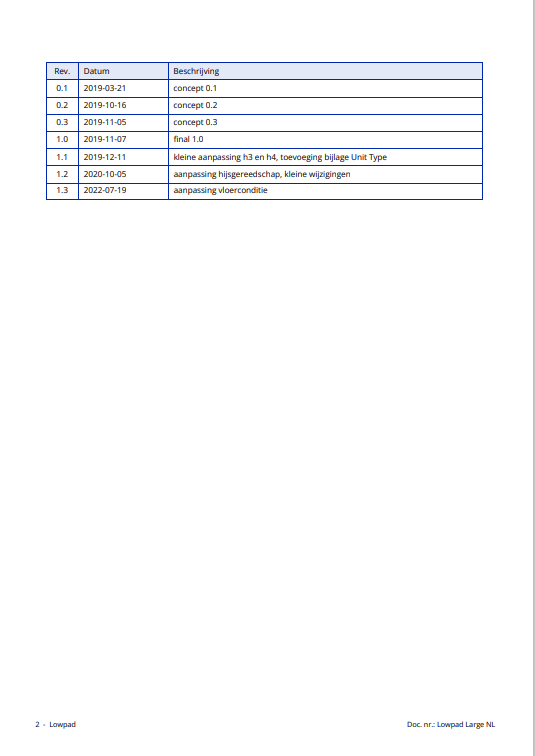 Rev. Datum Beschrijving
0.1 2019-03-21 concept 0.1
0.2 2019-10-16 concept 0.2
0.3 2019-11-05 concept 0.3
1.0 2019-11-07 final 1.0
1.1 2019-12-11 kleine aanpassing h3 en h4, toevoeging bijlage Unit Type
1.2 2020-10-05 aanpassing hijsgereedschap, kleine wijzigingen
1.3 2022-07-19 aanpassing vloerconditie
2 - Lowpad Doc. nr.: Lowpad Large NL